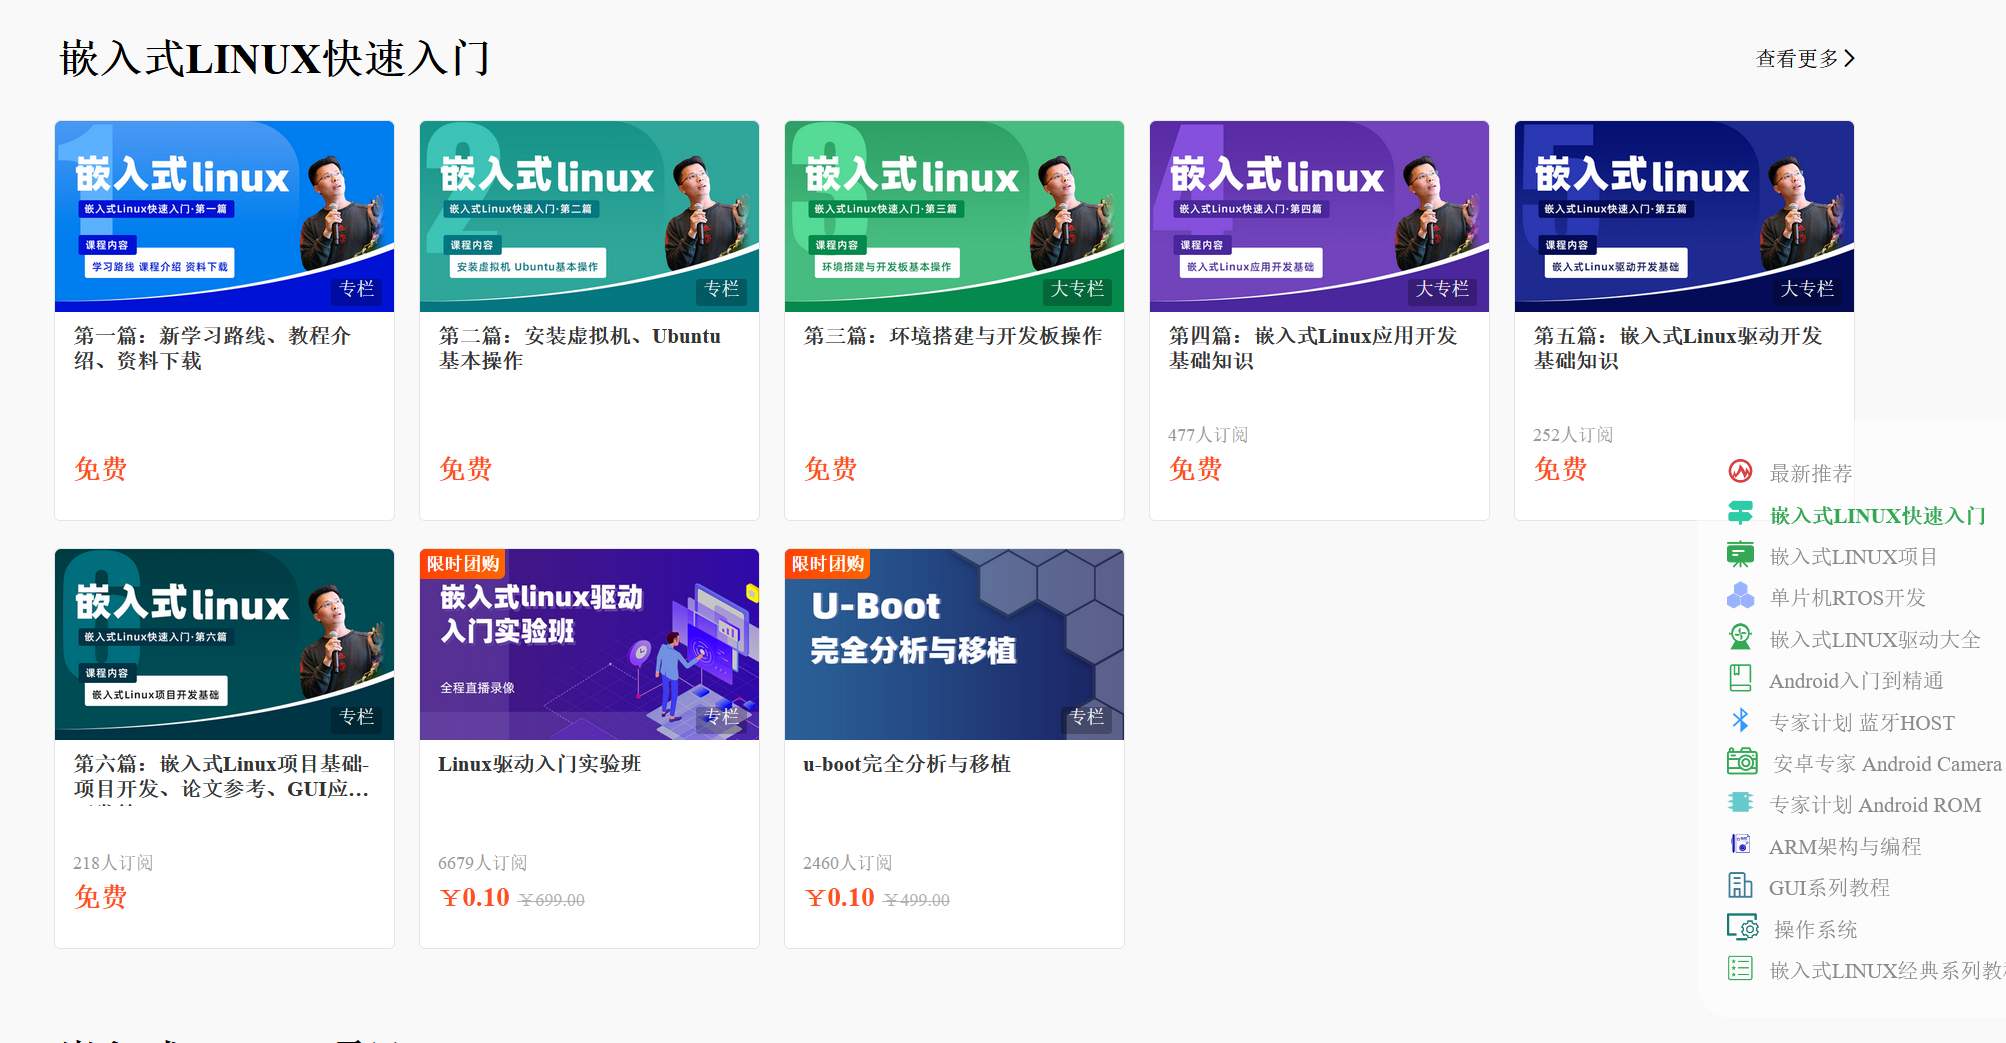 嵌入式LINUX快速入门
查看更多
嵌入式linux
嵌入式Linux快速入门·第一篇
课程内容
学习路线 课程介绍 资料下载
专栏
第一篇：新学习路线、教程介
绍、资料下载
免费
嵌入式linux
嵌入式Linux快速入门·第二篇
课程内容
安装虚拟机 Ubuntu基本操作
专栏
第二篇：安装虚拟机、Ubuntu
基本操作
免费
嵌入式linux
嵌入式Linux快速入门·第三篇
课程内容
环境搭建与开发板基本操作
大专栏
第三篇：环境搭建与开发板操作
免费
嵌入式linux
嵌入式Linux快速入门·第四篇
课程内容
嵌入式Linux应用开发基础
大专栏
第四篇：嵌入式Linux应用开发
基础知识
477人订阅
免费
嵌入式linux
嵌入式Linux快速入门·第五篇
课程内容
嵌入式Linux驱动开发基础
大专栏
第五篇：嵌入式Linux驱动开发
基础知识
252人订阅
免费
嵌入式linux
嵌入式Linux快速入门·第六篇
课程内容
嵌入式Linux项目开发基础
专栏
第六篇：嵌入式Linux项目基础-
项目开发、论文参考、GUI应...
218人订阅
免费
限时团购
嵌入式linux驱动
入门实验班
全程直播录像
专栏
Linux驱动入门实验班
6679人订阅
￥0.10 ￥699.00
限时团购
U-Boot
完全分析与移植
专栏
u-boot完全分析与移植
2460人订阅
￥0.10 ￥499.00
最新推荐
嵌入式LINUX快速入门
嵌入式LINUX项目
单片机RTOS开发
嵌入式LINUX驱动大全
Android入门到精通
专家计划 蓝牙HOST
安卓专家 Android Camera
专家计划 Android ROM
ARM架构与编程
GUI系列教程
操作系统
嵌入式LINUX经典系列教